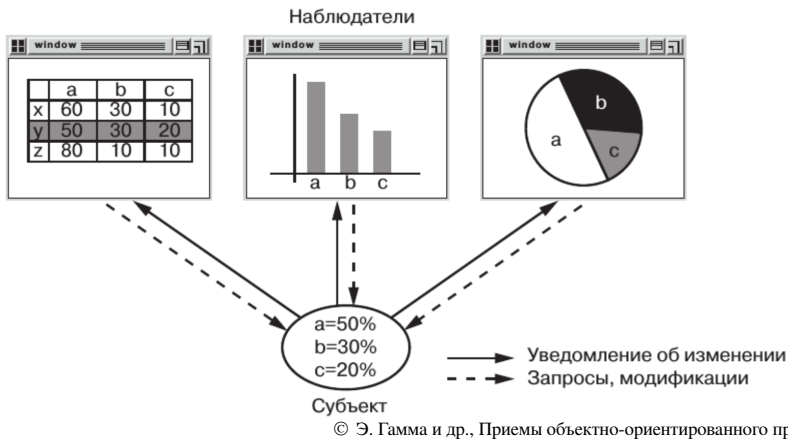 Наблюдатели
window
window
window
a b c
x 60 30 10
y 50 30 20
z 80 10 10
a b c
a
b
c
a=50%
b=30%
c=20%
Субъект
Уведомление об изменении
Запросы, модификации
© Э. Гамма и др., Приемы объектно-ориентированного пр